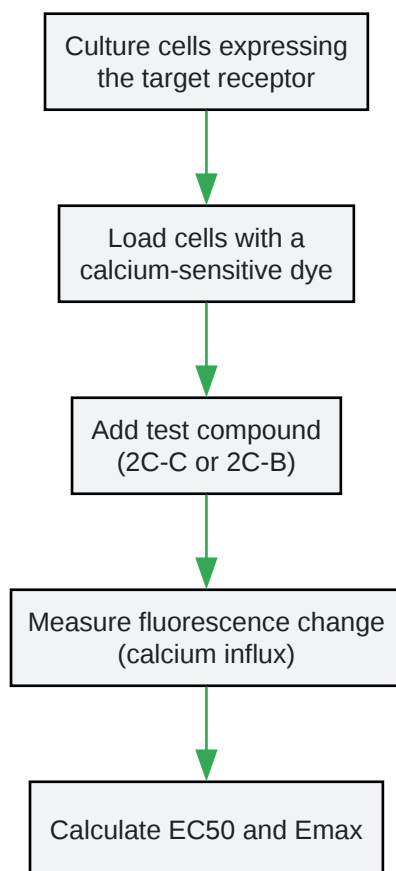 Culture cells expressing
the target receptor
Load cells with a
calcium-sensitive dye
Add test compound
(2C-C or 2C-B)
Measure fluorescence change
(calcium influx)
Calculate EC50 and Emax